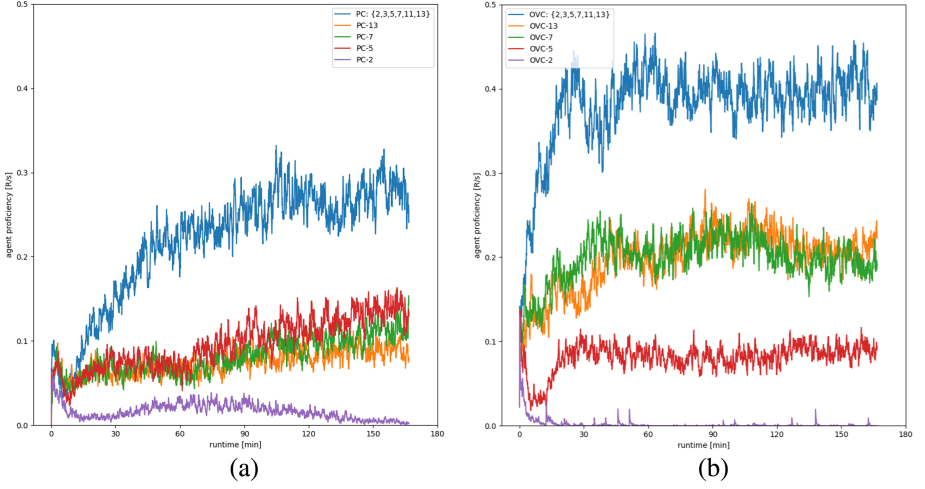 0.5
0.4
0.3
0.2
0.1
0.0
agent proficiency [R/s]
PC: {2,3,5,7,11,13}
PC-13
PC-7
PC-5
PC-2
0 30 60 90 120 150 180
runtime [min]
(a)
0.5
0.4
0.3
0.2
0.1
0.0
agent proficiency [R/s]
OVC: {2,3,5,7,11,13}
OVC-13
OVC-7
OVC-5
OVC-2
0 30 60 90 120 150 180
runtime [min]
(b)